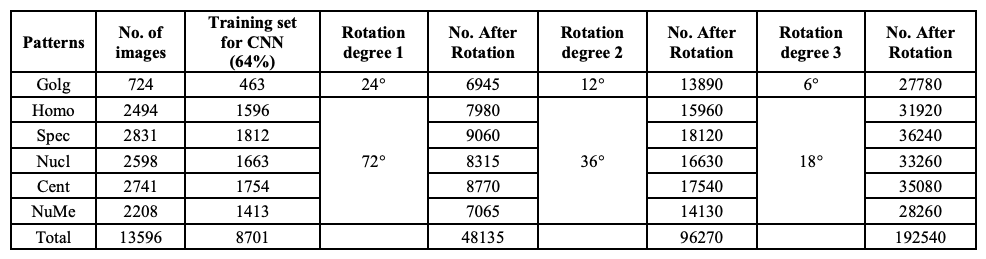 Patterns No. of images Training set for CNN (64%) Rotation degree 1 No. After Rotation Rotation degree 2 No. After Rotation Rotation degree 3 No. After Rotation
Golg 724 463 24° 6945 12° 13890 6° 27780
Homo 2494 1596 7980 15960 31920
Spec 2831 1812 9060 18120 36240
Nucl 2598 1663 72° 8315 36° 16630 18° 33260
Cent 2741 1754 8770 17540 35080
NuMe 2208 1413 7065 14130 28260
Total 13596 8701 48135 96270 192540